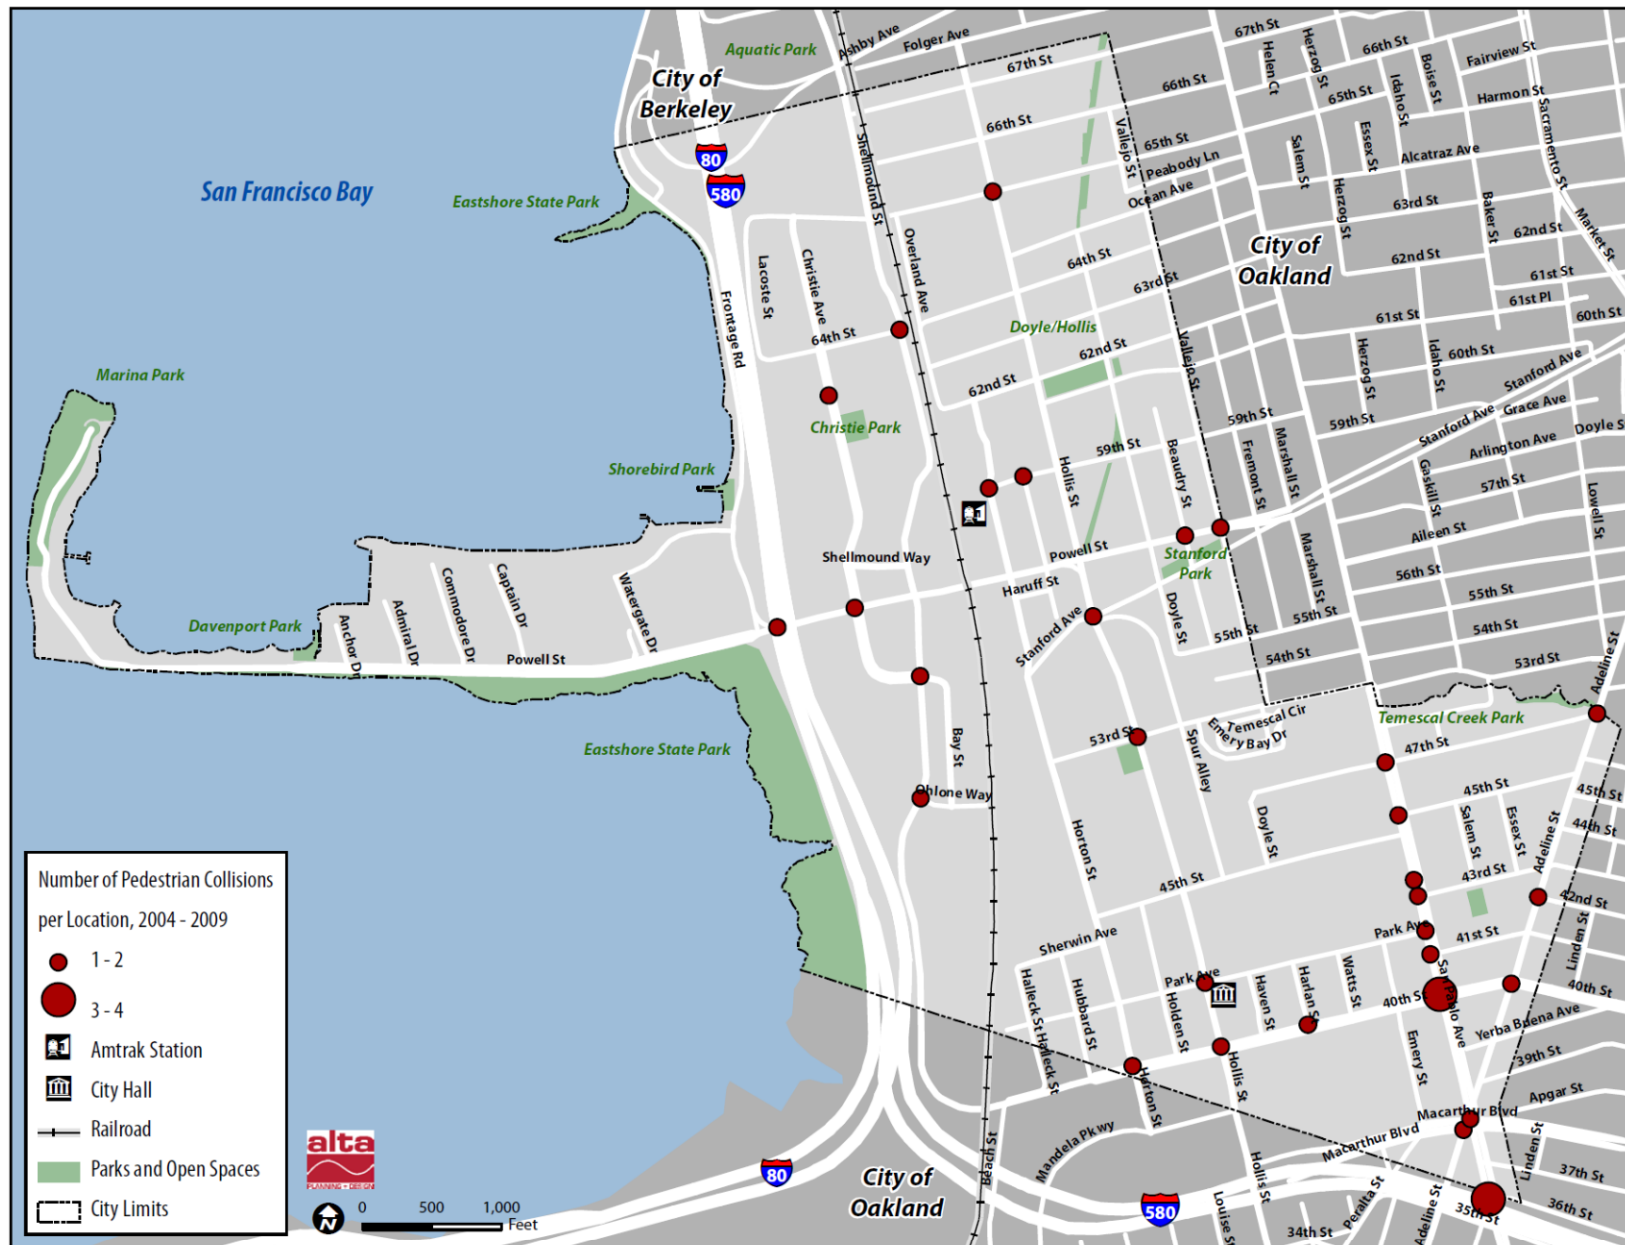 Aquatic Park
City of
Berkeley
Ashby Ave
Folger Ave
67th St
67th St
66th St
66th St
Helen Ct
Herzog St
66th St
Boise St
Fairview St
Idaho St
65th St
Harmon St
Sacramento St
80
580
Shellmound St
66th St
Vallejo St
65th St
Peabody Ln
Ocean Ave
Salem St
Essex St
Alcatraz Ave
San Francisco Bay
Eastshore State Park
Herzog St
63rd St
Baker St
Market St
62nd St
City of
Oakland
Lacoste St
Christie Ave
Overland Ave
64th St
63rd St
62nd St
61st St
61st Pl
Frontage Rd
64th St
Doyle/Hollis
62nd St
Vallejo St
61st St
60th St
60th St
Herzog St
Idaho St
Stanford Ave
Marina Park
62nd St
Christie Park
59th St
59th St
59th St
Stanford Ave
Grace Ave
Arlington Ave
Doyle S
Shorebird Park
Hollis St
Beaudry St
Fremont St
Marshall St
Gaskill St
57th St
Lowell St
Shellmound Way
Powell St
Stanford
Park
Marshall St
Aileen St
56th St
Haruff St
55th St
Davenport Park
Anchor Dr
Admiral Dr
Commodore Dr
Captain Dr
Watergate Dr
Powell St
Stanford Ave
Doyle St
55th St
55th St
54th St
54th St
53rd St
Adeline St
Eastshore State Park
Bay St
53rd St
Spur Alley
Temescal Cir
Emery Bay Dr
Temescal Creek Park
47th St
Ohlone Way
Horton St
Doyle St
45th St
Salem St
Essex St
Adeline St
45th St
44th St
45th St
43rd St
42nd St
Sherwin Ave
Park Ave
41st St
Linden St
Park Ave
Halleck St
Hubbard St
Holden St
Haven St
Harlan St
Watts St
40th St
San Pablo Ave
40th St
Yerba Buena Ave
Halleck St
Horton St
Hollis St
Emery St
39th St
Apgar St
Macarthur Blvd
Macarthur Blvd
Beach St
Mandela Pkwy
Hollis St
Louise St
Peralta St
Adeline St
Linden St
37th St
36th St
35th St
34th St
City of
Oakland
80
580
Number of Pedestrian Collisions
per Location, 2004 - 2009
1 - 2
3 - 4
Amtrak Station
City Hall
Railroad
Parks and Open Spaces
City Limits
alta
PLANNING + DESIGN
N
0 500 1,000
Feet